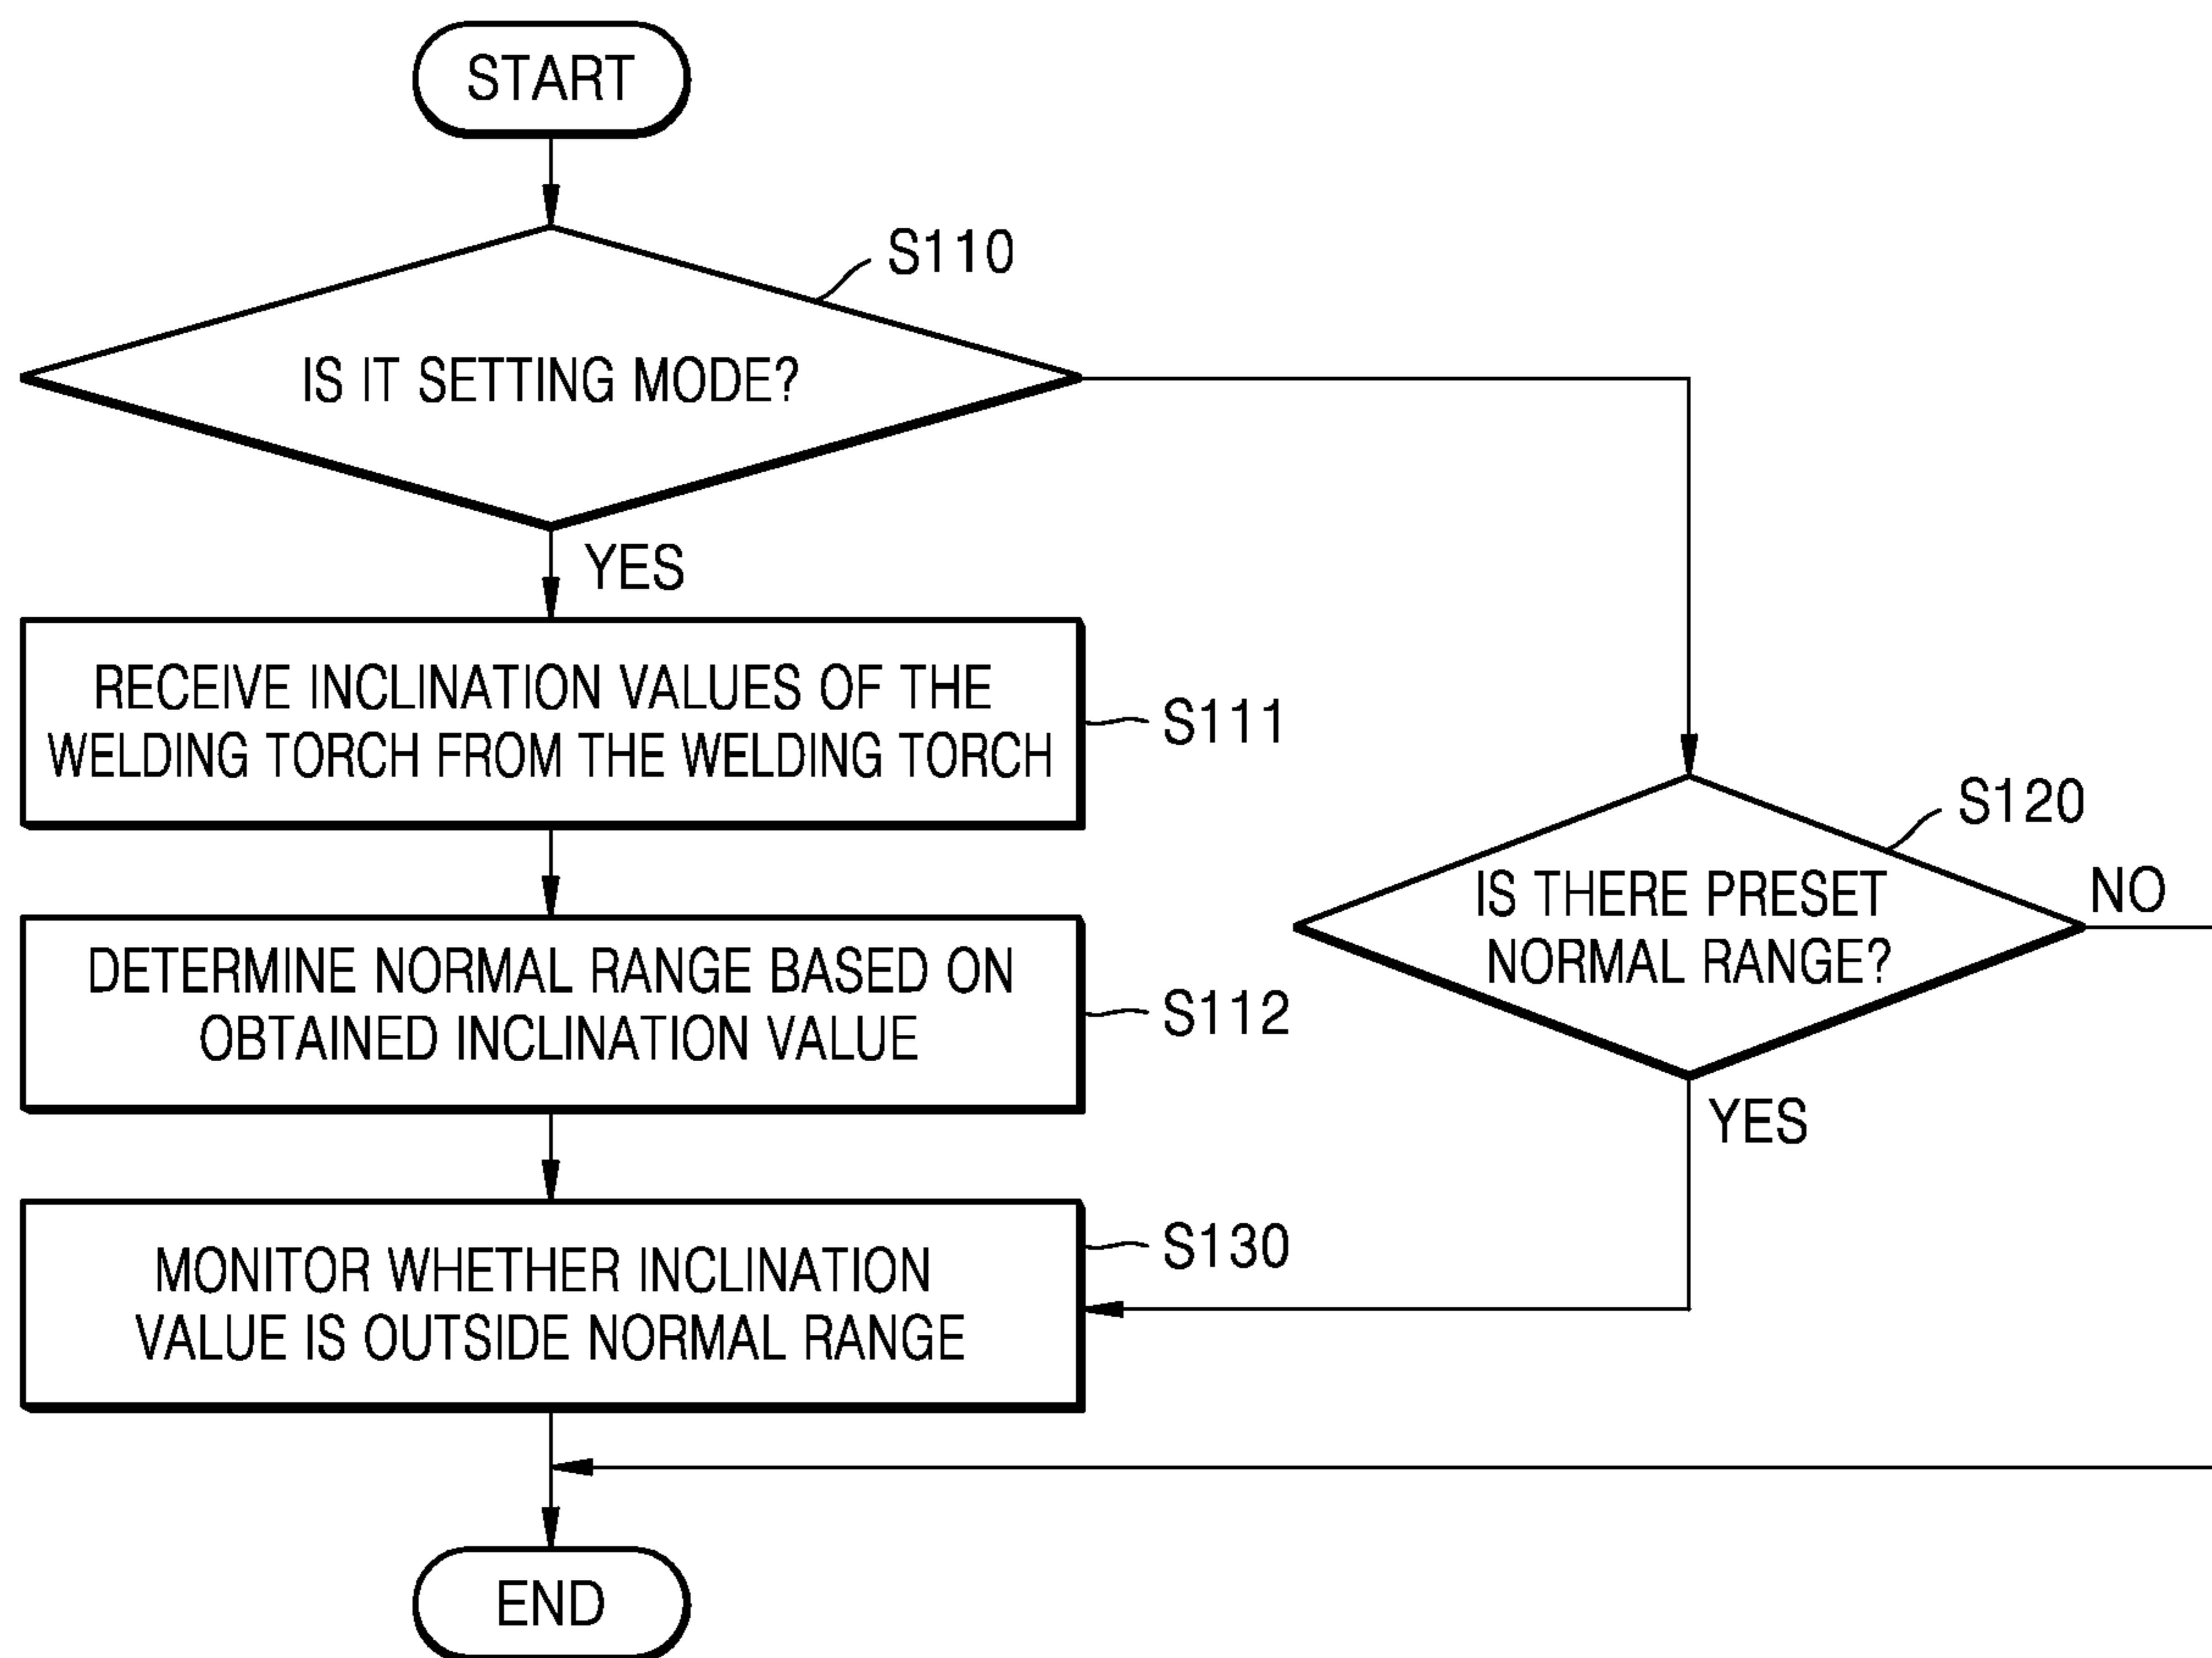 START
S110
IS IT SETTING MODE?
YES
RECEIVE INCLINATION VALUES OF THE
WELDING TORCH FROM THE WELDING TORCH
S111
S120
IS THERE PRESET
NORMAL RANGE?
NO
DETERMINE NORMAL RANGE BASED ON
OBTAINED INCLINATION VALUE
S112
YES
MONITOR WHETHER INCLINATION
VALUE IS OUTSIDE NORMAL RANGE
S130
END